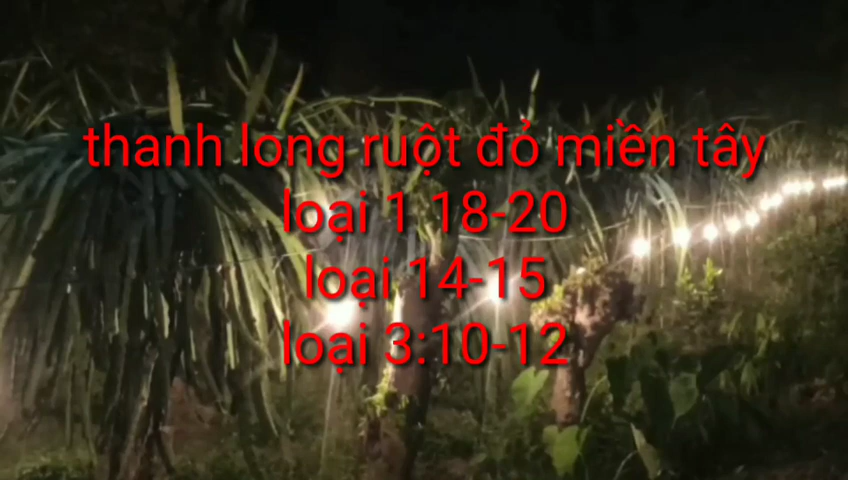 thanh long ruột đỏ miền tây
loại 1 18-20
loại 14-15
loại 3:10-12